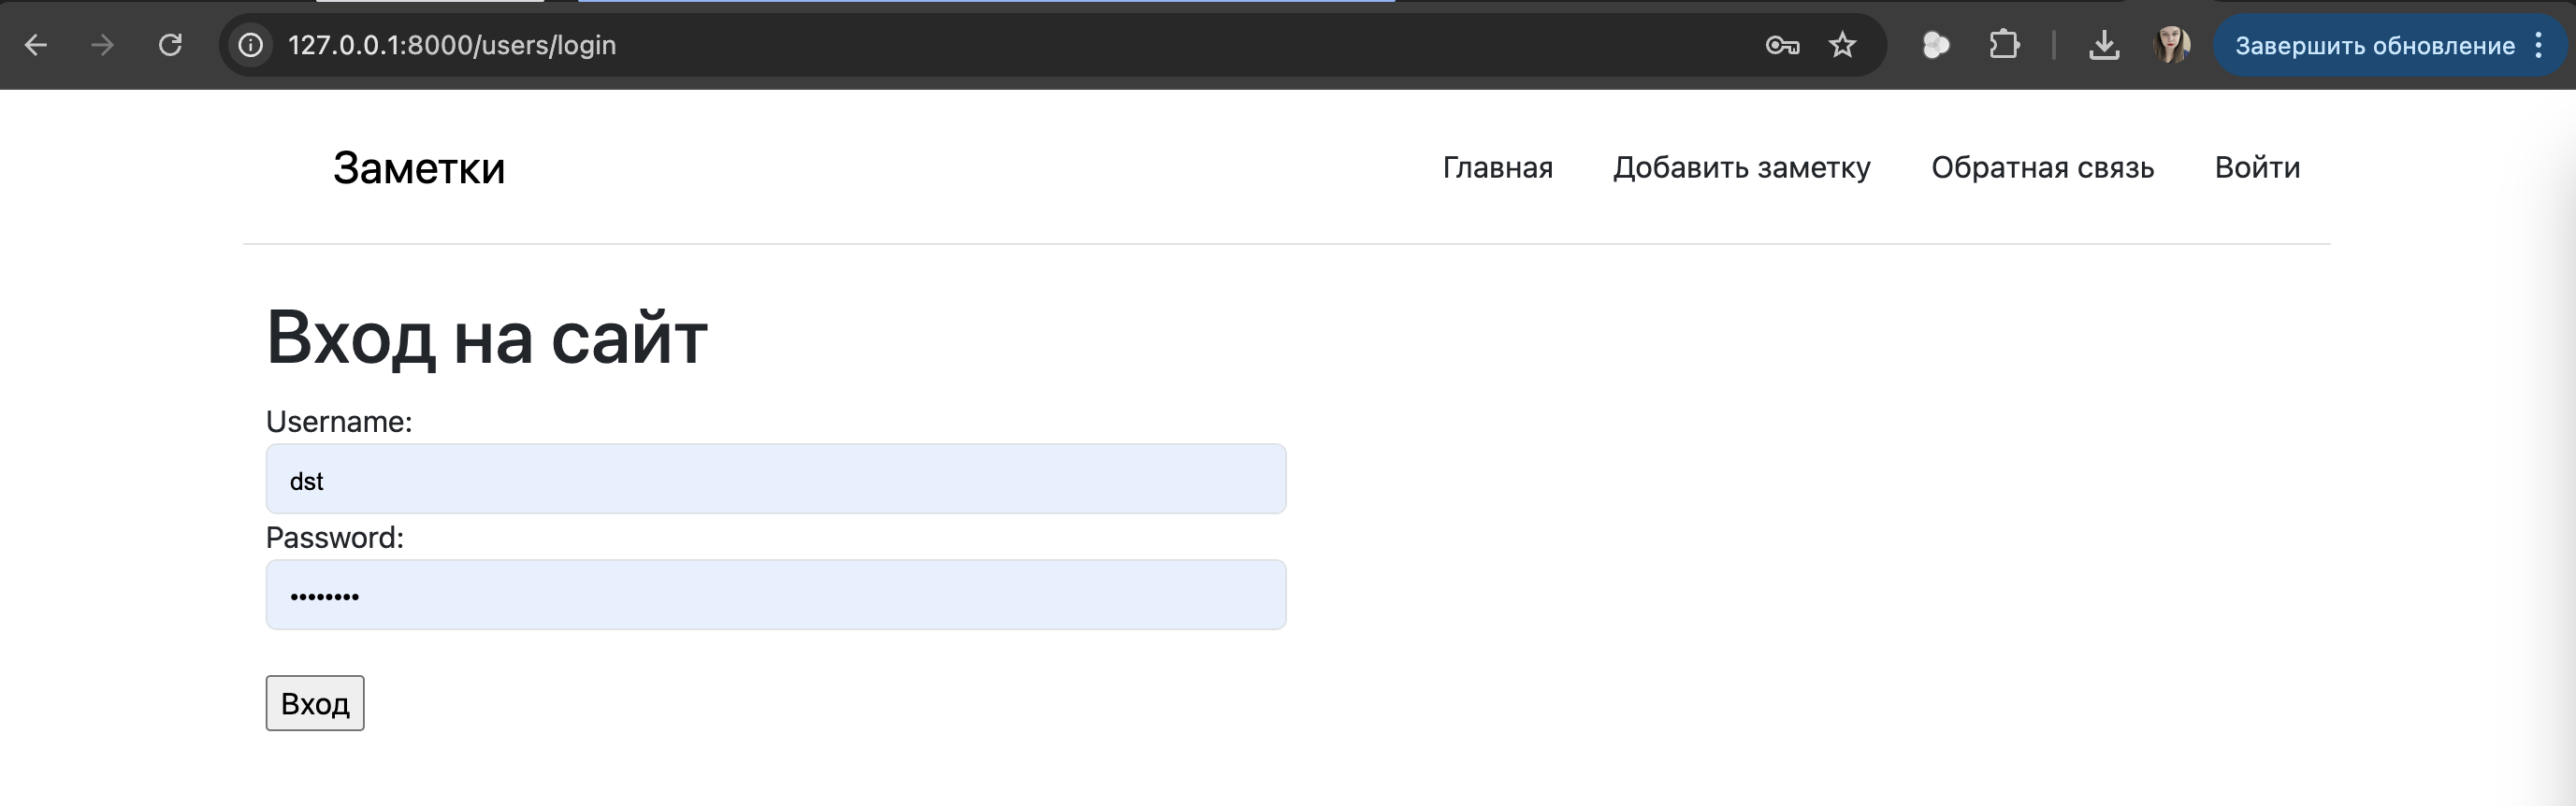 127.0.0.1:8000/users/login
Завершить обновление
Заметки
Главная Добавить заметку Обратная связь Войти
Вход на сайт
Username:
dst
Password:
••••••••
Вход